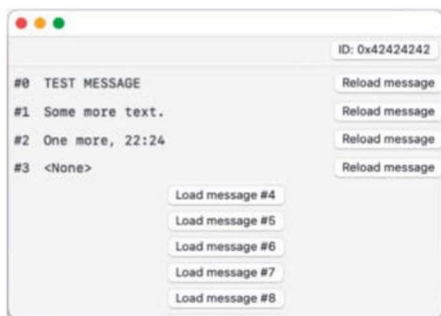 ID: 0x42424242
#0 TEST MESSAGE Reload message
#1 Some more text. Reload message
#2 One more, 22:24 Reload message
#3 <None> Reload message
Load message #4
Load message #5
Load message #6
Load message #7
Load message #8